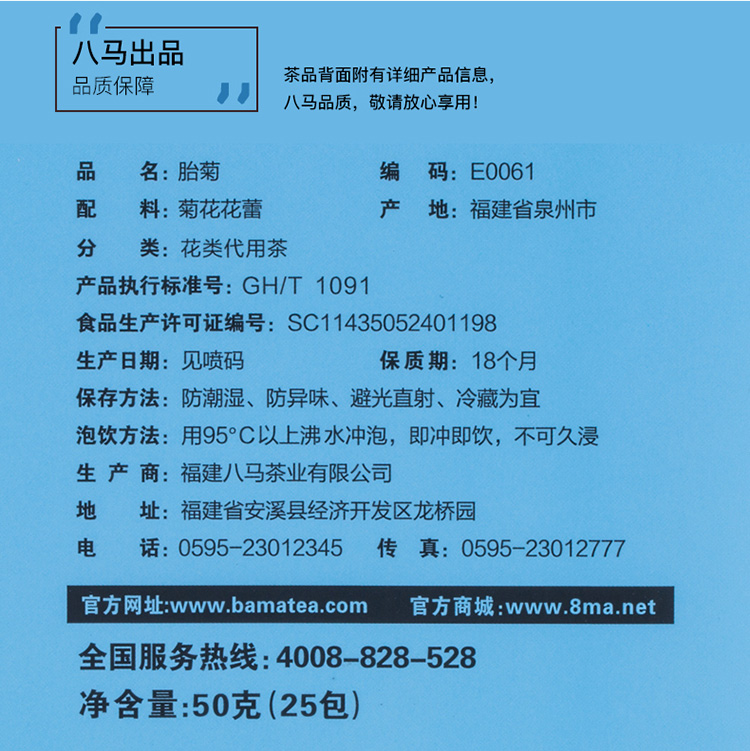 八马出品
品质保障
茶品背面附有详细产品信息,
八马品质，敬请放心享用!
品 名: 胎菊 编 码: E0061
配 料: 菊花花蕾 产 地: 福建省泉州市
分 类: 花类代用茶
产品执行标准号: GH/T 1091
食品生产许可证编号: SC11435052401198
生产日期: 见喷码 保质期: 18个月
保存方法: 防潮湿、防异味、避光直射、冷藏为宜
泡饮方法: 用95°C以上沸水冲泡，即冲即饮，不可久浸
生产商: 福建八马茶业有限公司
地 址: 福建省安溪县经济开发区龙桥园
电 话: 0595-23012345 传 真: 0595-23012777
官方网址:www.bamatea.com 官方商城:www.8ma.net
全国服务热线: 4008-828-528
净含量:50克(25包)